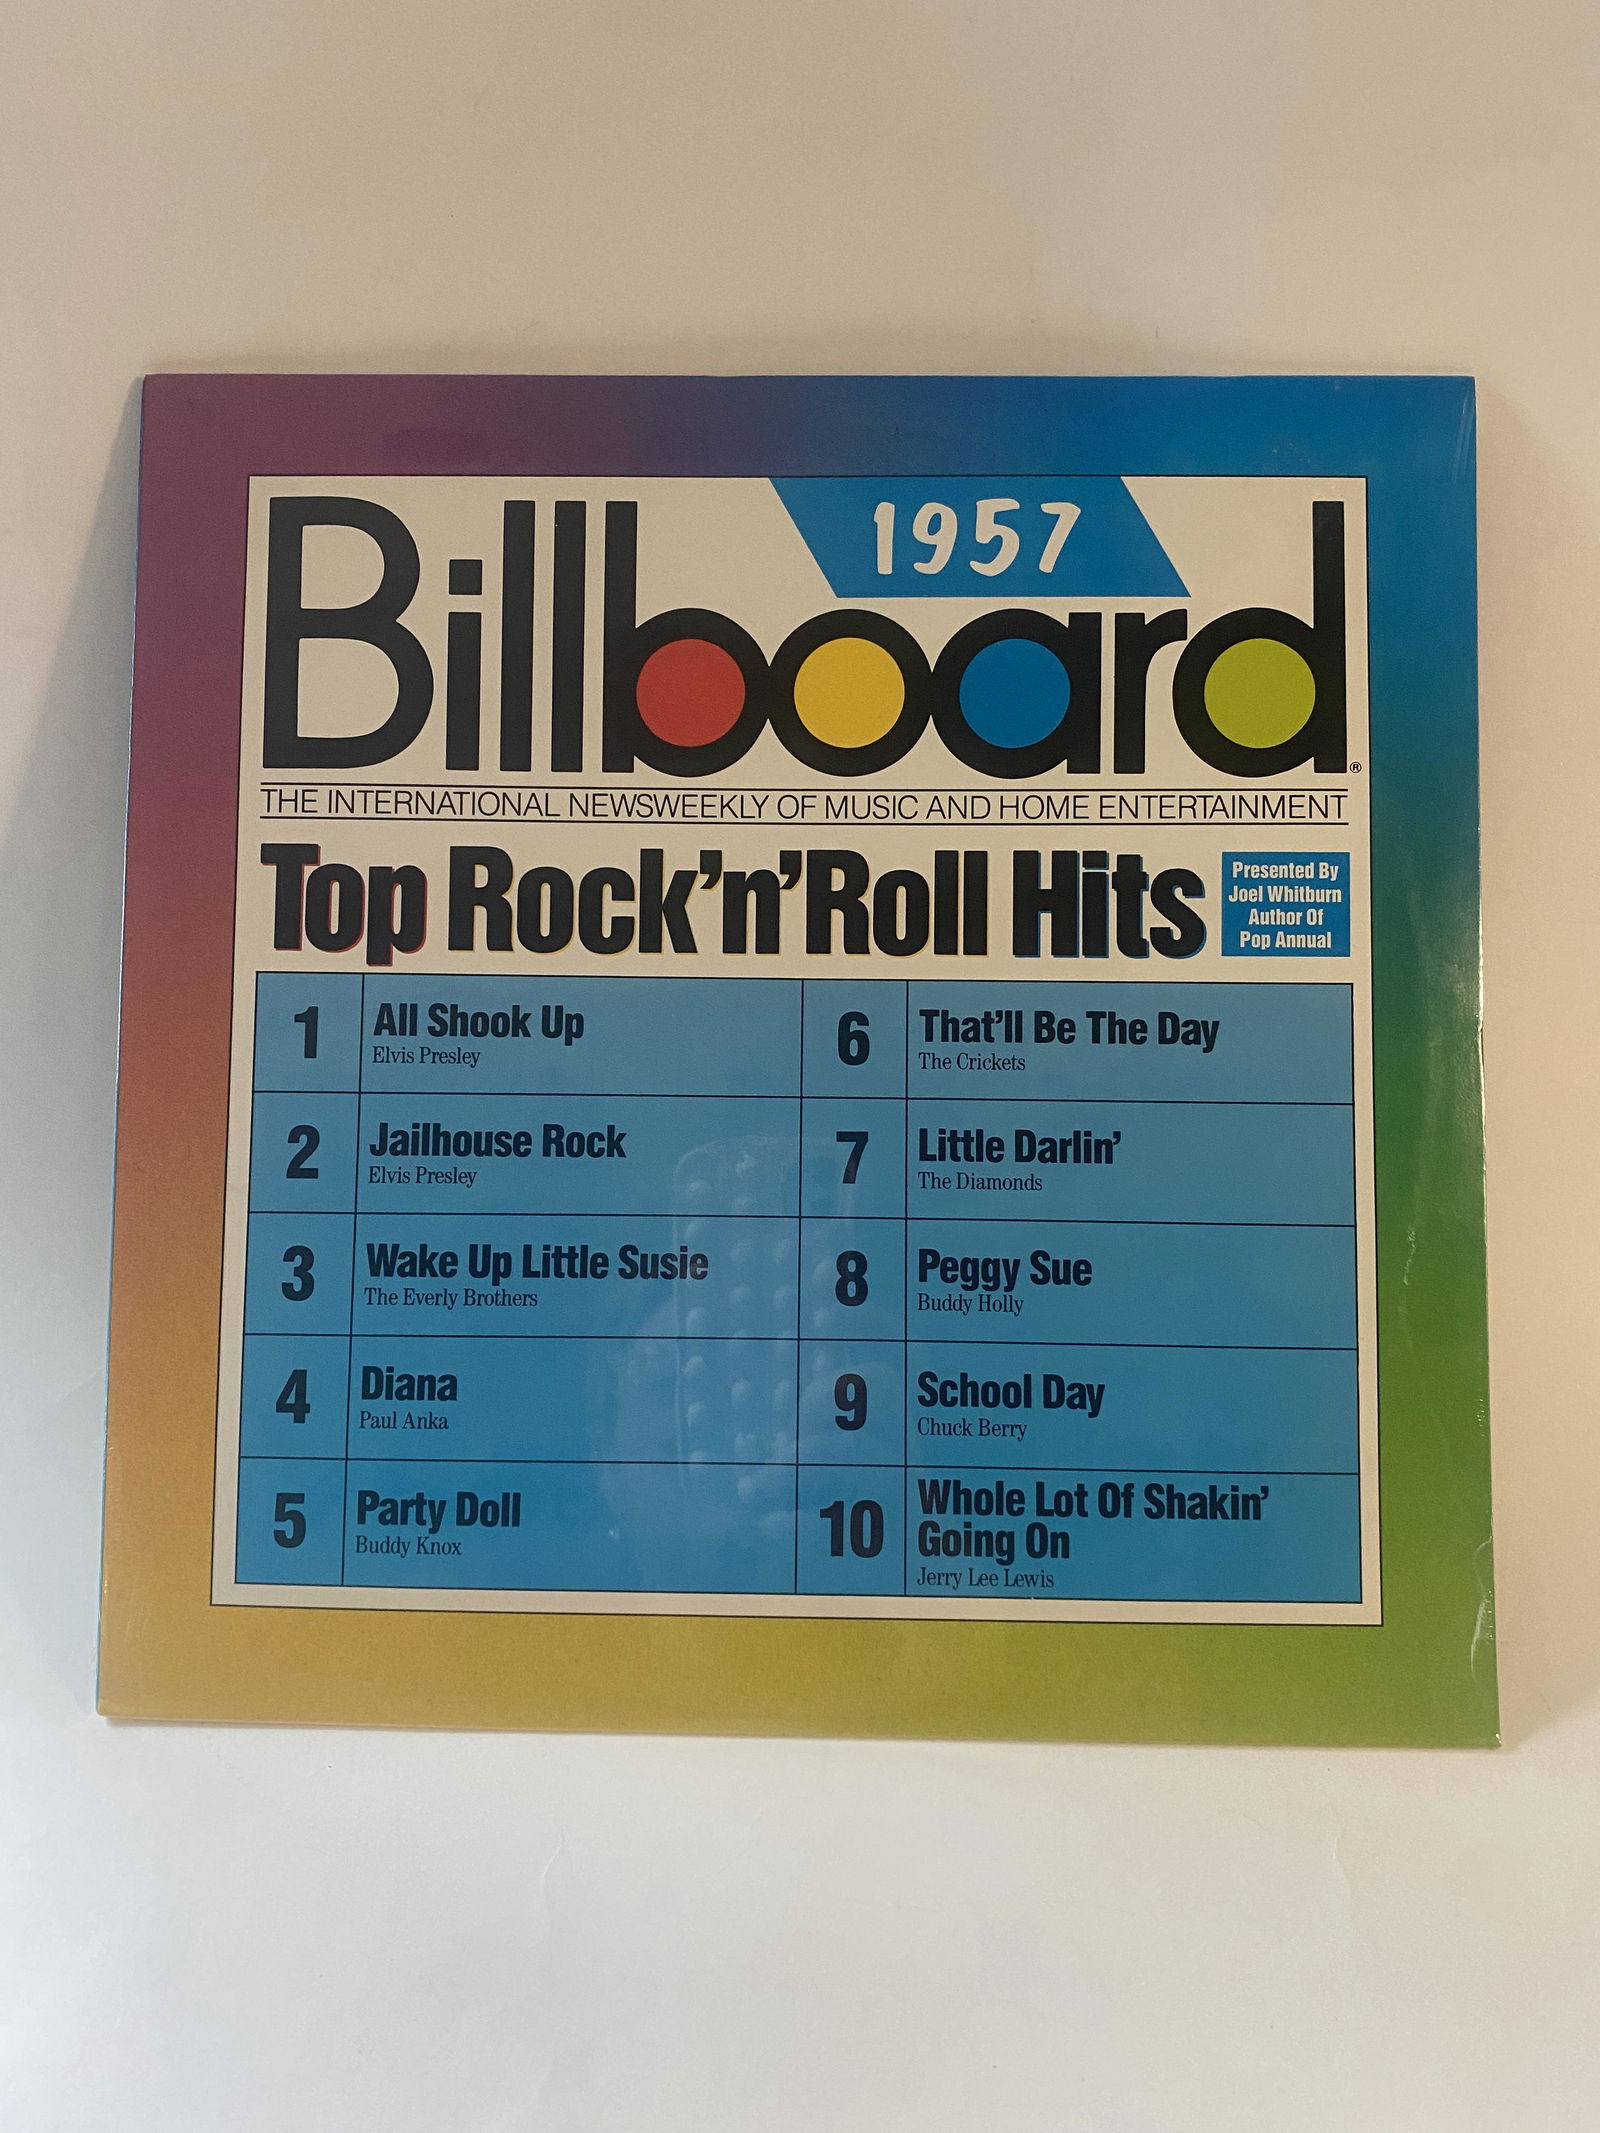 1957
Billboard®
THE INTERNATIONAL NEWSWEEKLY OF MUSIC AND HOME ENTERTAINMENT
Top Rock'n'Roll Hits
Presented By
Joel Whitburn
Author Of
Pop Annual
1 All Shook Up
Elvis Presley
2 Jailhouse Rock
Elvis Presley
3 Wake Up Little Susie
The Everly Brothers
4 Diana
Paul Anka
5 Party Doll
Buddy Knox
6 That'll Be The Day
The Crickets
7 Little Darlin'
The Diamonds
8 Peggy Sue
Buddy Holly
9 School Day
Chuck Berry
10 Whole Lot Of Shakin'
Going On
Jerry Lee Lewis